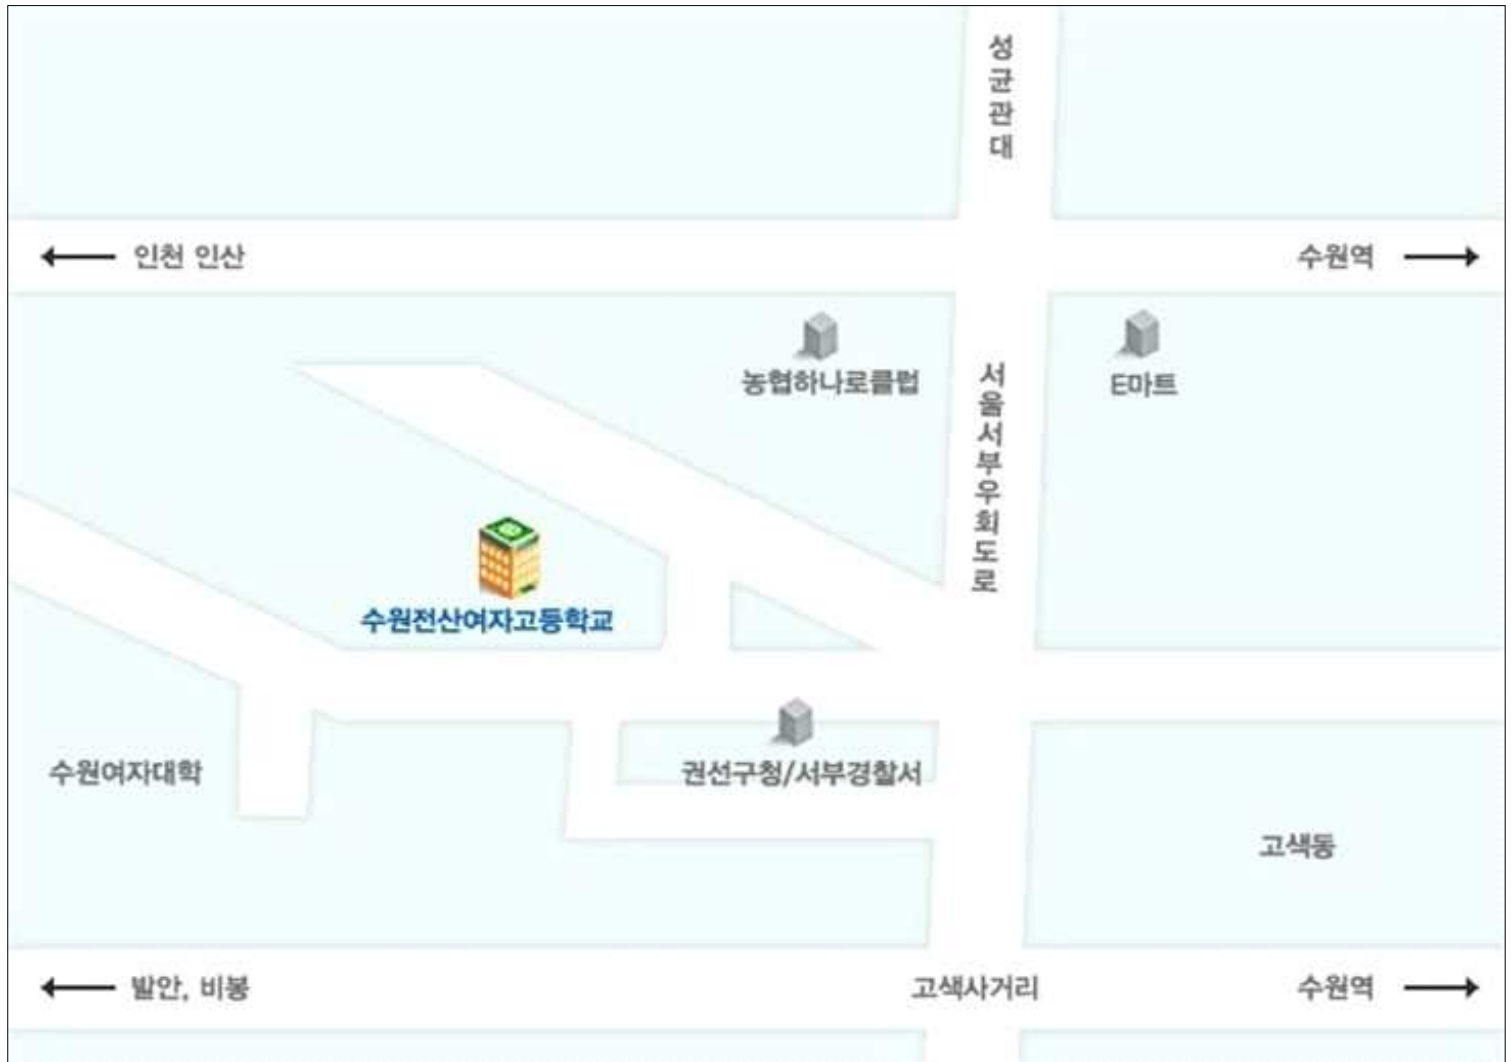 성균관대
인천 인산
수원역
농협하나로클럽
E마트
서울서부우회도로
수원전산여자고등학교
수원여자대학
권선구청/서부경찰서
고색동
발안, 비봉
고색사거리
수원역